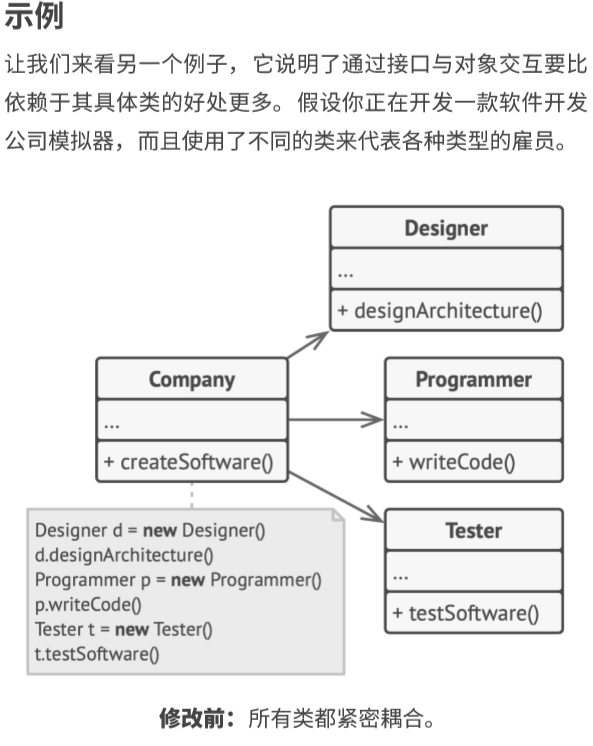 示例
让我们来看另一个例子，它说明了通过接口与对象交互要比
依赖于其具体类的好处更多。假设你正在开发一款软件开发
公司模拟器，而且使用了不同的类来代表各种类型的雇员。
Designer
...
+ designArchitecture()
Company
...
+ createSoftware()
Programmer
...
+ writeCode()
Tester
...
+ testSoftware()
Designer d = new Designer()
d.designArchitecture()
Programmer p = new Programmer()
p.writeCode()
Tester t = new Tester()
t.testSoftware()
修改前：所有类都紧密耦合。